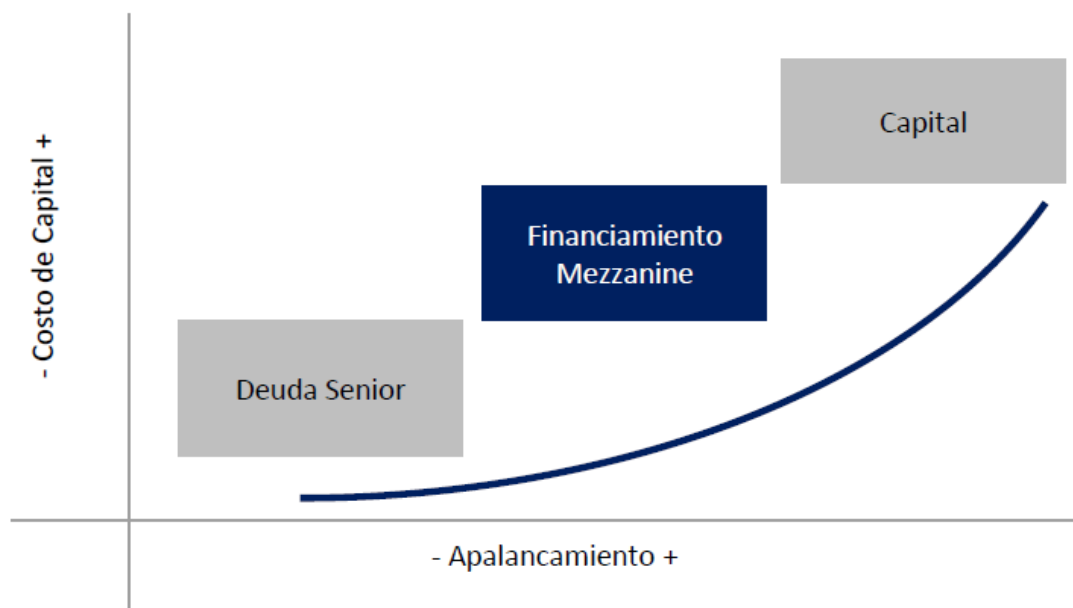 - Costo de Capital +
Capital
Financiamiento
Mezzanine
Deuda Senior
- Apalancamiento +